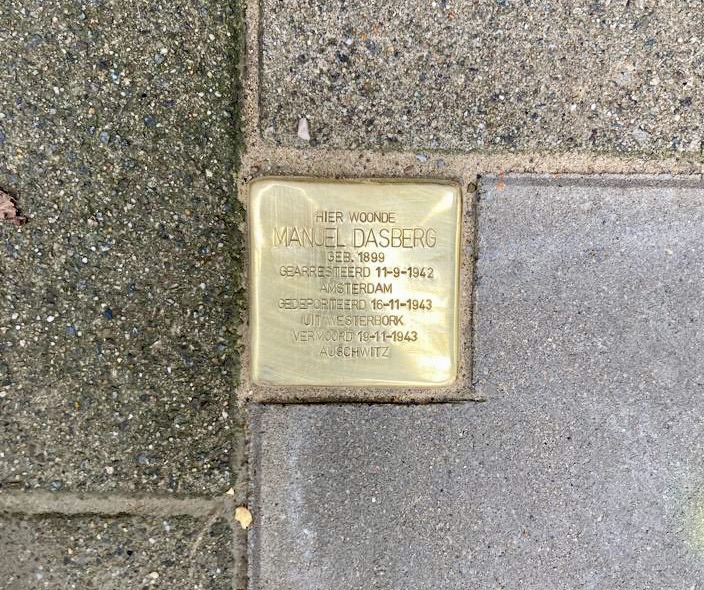 HIER WOONDE
MANUEL DASBERG
GEB. 1899
GEARRESTEERD 11-9-1942
AMSTERDAM
GEDEPORTEERD 16-11-1943
UIT WESTERBORK
VERMOORD 19-11-1943
AUSCHWITZ